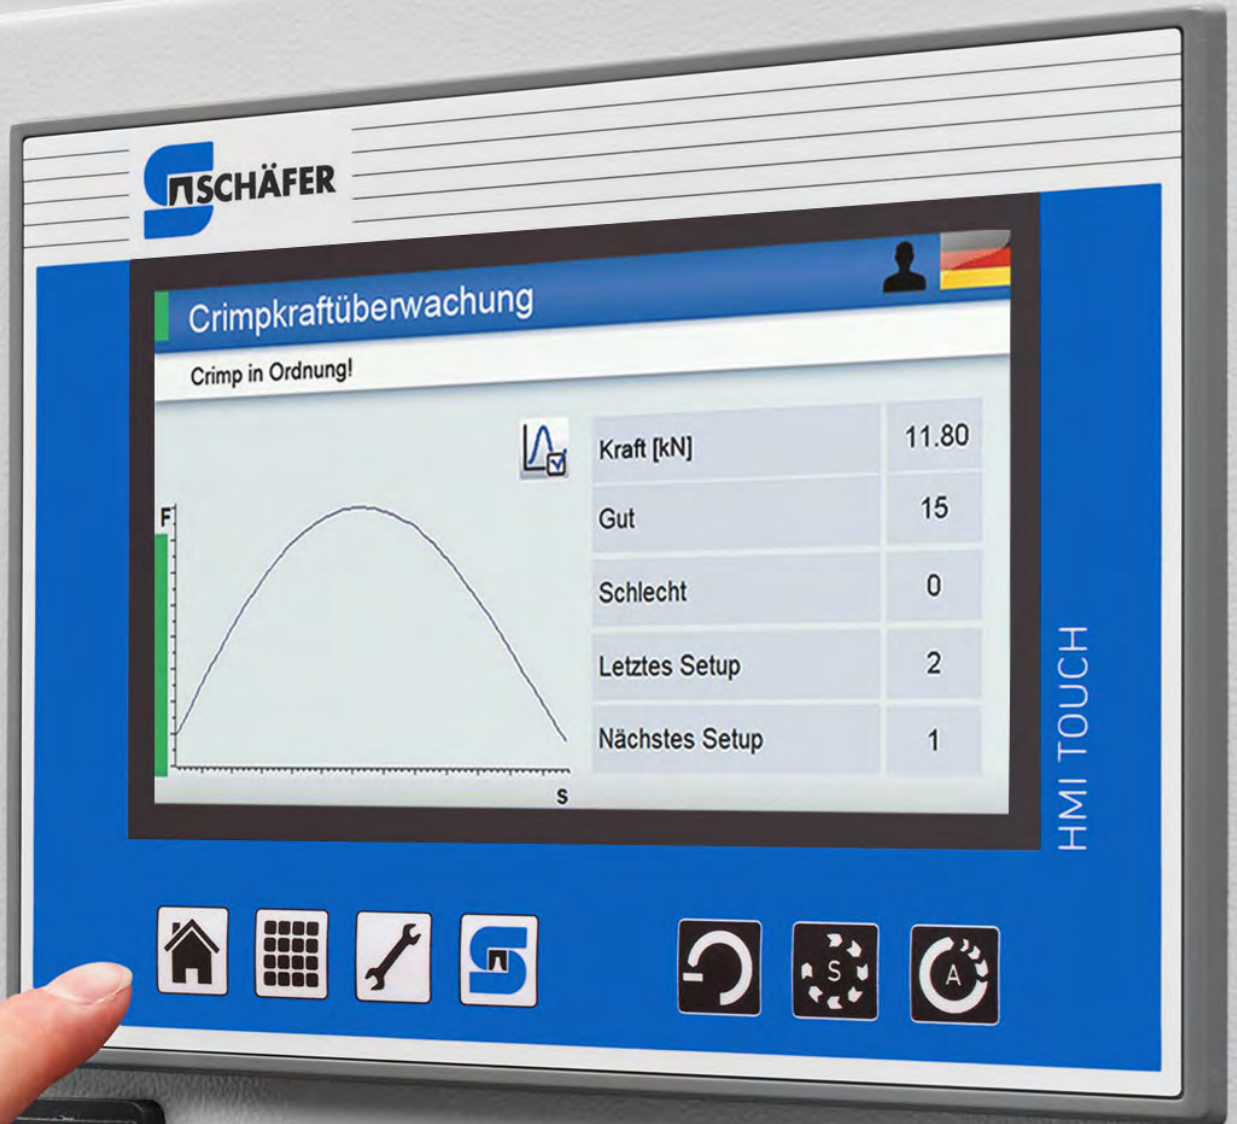 SCHÄFER
Crimpkraftüberwachung
Crimp in Ordnung!
F
S
Kraft [kN] 11.80
Gut 15
Schlecht 0
Letztes Setup 2
Nächstes Setup 1
HMI TOUCH
S
A